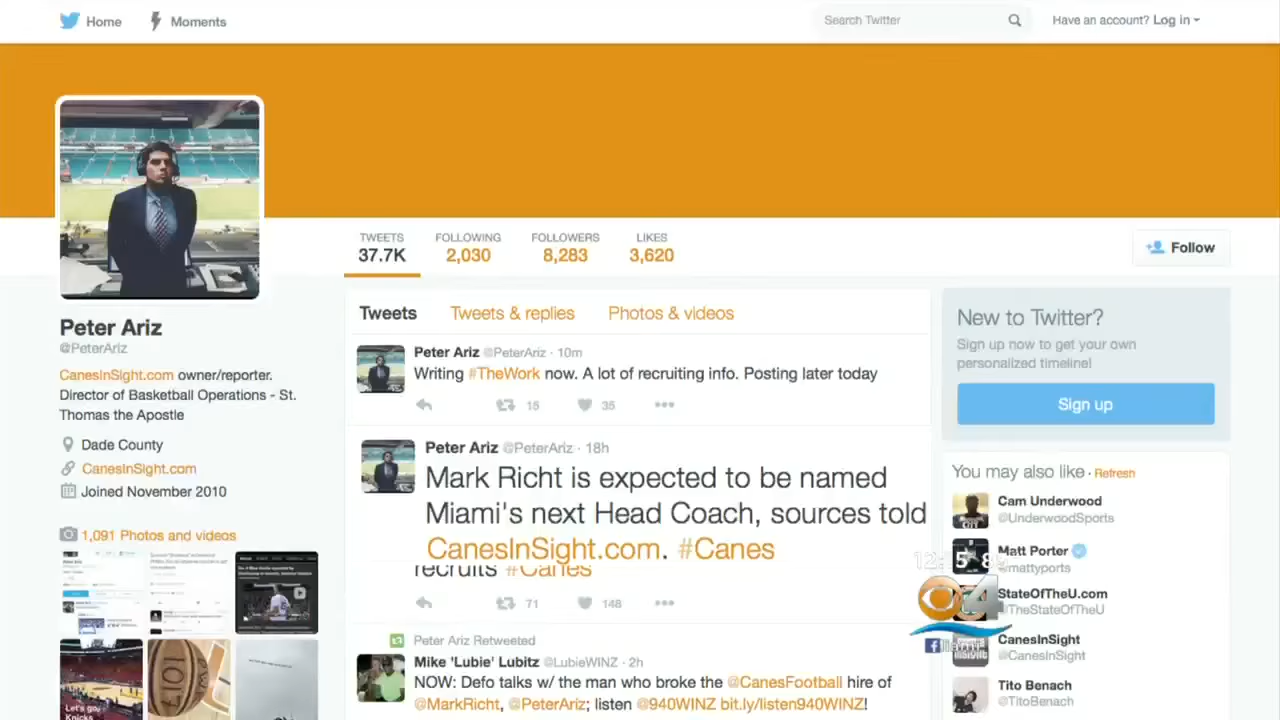 Home
Moments
Search Twitter
Have an account? Log in
TWEETS
37.7K
FOLLOWING
2,030
FOLLOWERS
8,283
LIKES
3,620
Follow
Peter Ariz
@PeterAriz
CanesInSight.com owner/reporter.
Director of Basketball Operations - St.
Thomas the Apostle
Dade County
CanesInSight.com
Joined November 2010
1,091 Photos and videos
Let's go,
Knicks
Tweets
Tweets & replies
Photos & videos
Peter Ariz @PeterAriz · 10m
Writing #TheWork now. A lot of recruiting info. Posting later today
15
35
Peter Ariz @PeterAriz · 18h
Mark Richt is expected to be named
Miami's next Head Coach, sources told
CanesInSight.com. #Canes
recruits #Canes
71
148
Peter Ariz Retweeted
Mike 'Lubie' Lubitz @LubieWINZ · 2h
NOW: Defo talks w/ the man who broke the @CanesFootball hire of
@MarkRicht, @PeterAriz; listen @940WINZ bit.ly/listen940WINZ!
New to Twitter?
Sign up now to get your own
personalized timeline!
Sign up
You may also like · Refresh
Cam Underwood
@UnderwoodSports
Matt Porter
@mattyports
StateOfTheU.com
@TheStateOfTheU
CanesInSight
@CanesInSight
Tito Benach
@TitoBenach
4